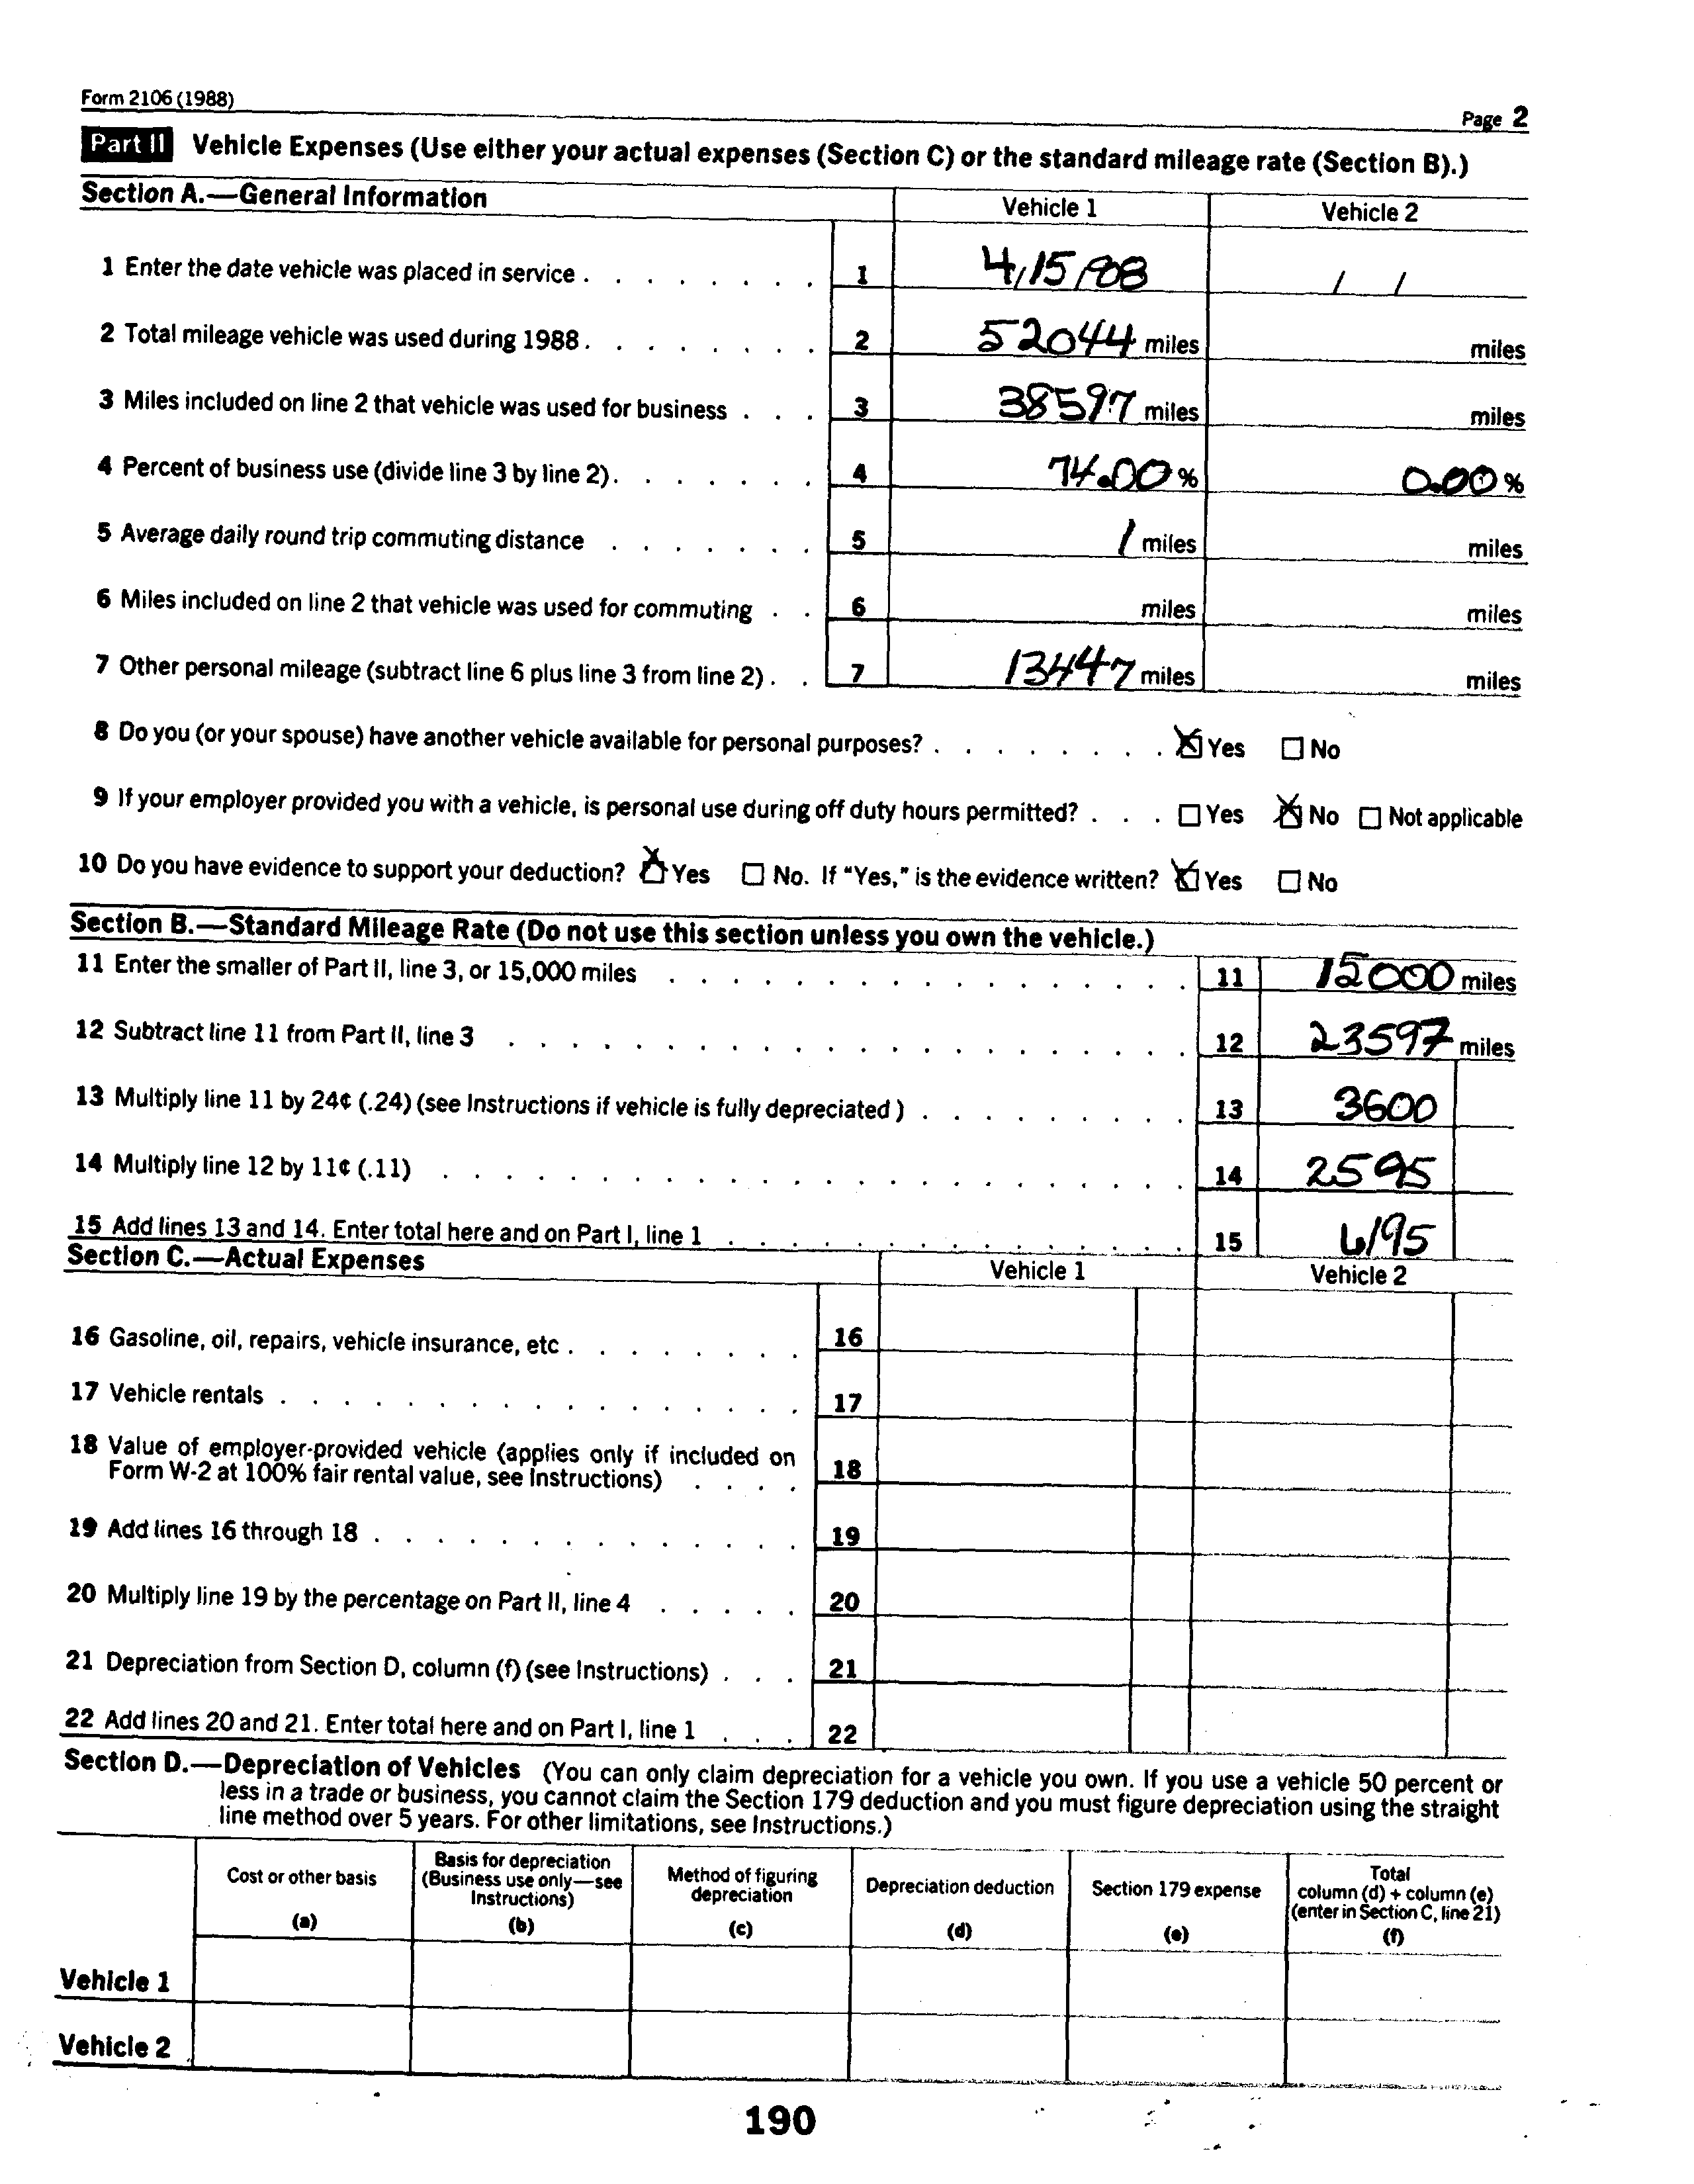 Form 2106 (1988)
Page 2
Part II Vehicle Expenses (Use either your actual expenses (Section C) or the standard mileage rate (Section B).)
Section A.—General Information
Vehicle 1
Vehicle 2
1 Enter the date vehicle was placed in service . . . . . . . . 1 4/15/88 / /
2 Total mileage vehicle was used during 1988 . . . . . . . . 2 52044 miles miles
3 Miles included on line 2 that vehicle was used for business . . . 3 38597 miles miles
4 Percent of business use (divide line 3 by line 2) . . . . . . . 4 74.00 % 0.00 %
5 Average daily round trip commuting distance . . . . . . . 5 1 miles miles
6 Miles included on line 2 that vehicle was used for commuting . . 6 miles miles
7 Other personal mileage (subtract line 6 plus line 3 from line 2) . . 7 13447 miles miles
8 Do you (or your spouse) have another vehicle available for personal purposes? . . . . . . . . ☒ Yes ☐ No
9 If your employer provided you with a vehicle, is personal use during off duty hours permitted? . . . ☐ Yes ☒ No ☐ Not applicable
10 Do you have evidence to support your deduction? ☒ Yes ☐ No. If "Yes," is the evidence written? ☒ Yes ☐ No
Section B.—Standard Mileage Rate (Do not use this section unless you own the vehicle.)
11 Enter the smaller of Part II, line 3, or 15,000 miles . . . . . . . . . . . . . . . . . 11 15000 miles
12 Subtract line 11 from Part II, line 3 . . . . . . . . . . . . . . . . . . . . . . 12 23597 miles
13 Multiply line 11 by 24¢ (.24) (see Instructions if vehicle is fully depreciated ) . . . . . . . . . 13 3600
14 Multiply line 12 by 11¢ (.11) . . . . . . . . . . . . . . . . . . . . . . . . 14 2595
15 Add lines 13 and 14. Enter total here and on Part I, line 1 . . . . . . . . . . . . . . . 15 6195
Section C.—Actual Expenses
Vehicle 1
Vehicle 2
16 Gasoline, oil, repairs, vehicle insurance, etc . . . . . . . . 16
17 Vehicle rentals . . . . . . . . . . . . . . . . . 17
18 Value of employer-provided vehicle (applies only if included on
Form W-2 at 100% fair rental value, see Instructions) . . . . 18
19 Add lines 16 through 18 . . . . . . . . . . . . . . 19
20 Multiply line 19 by the percentage on Part II, line 4 . . . . . 20
21 Depreciation from Section D, column (f) (see Instructions) . . . 21
22 Add lines 20 and 21. Enter total here and on Part I, line 1 . . . 22
Section D.—Depreciation of Vehicles (You can only claim depreciation for a vehicle you own. If you use a vehicle 50 percent or
less in a trade or business, you cannot claim the Section 179 deduction and you must figure depreciation using the straight
line method over 5 years. For other limitations, see Instructions.)
Cost or other basis
(a)
Basis for depreciation
(Business use only—see
Instructions)
(b)
Method of figuring
depreciation
(c)
Depreciation deduction
(d)
Section 179 expense
(e)
Total
column (d) + column (e)
(enter in Section C, line 21)
(f)
Vehicle 1
Vehicle 2
190